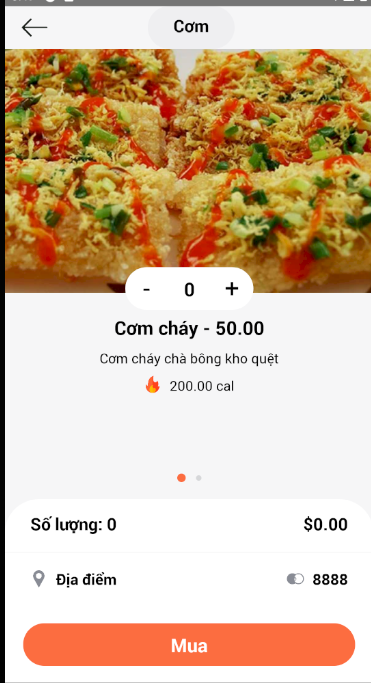 Cơm
- 0 +
Cơm cháy - 50.00
Cơm cháy chà bông kho quệt
200.00 cal
Số lượng: 0 $0.00
Địa điểm 8888
Mua